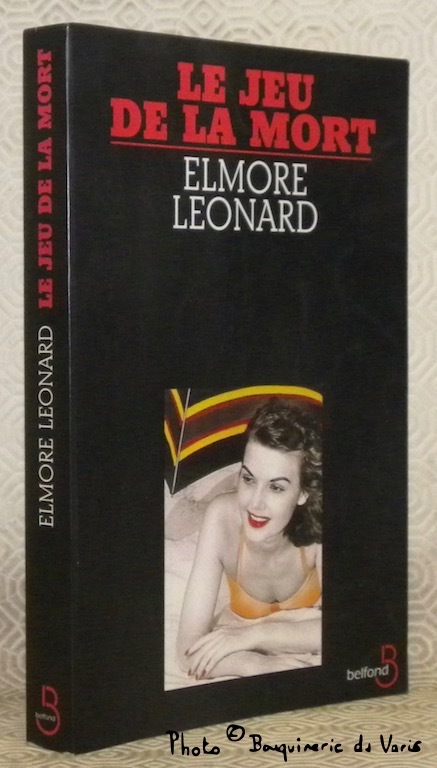 LE JEU
DE LA MORT
ELMORE
LEONARD
belfond
ELMORE LEONARD LE JEU DE LA MORT
belfond
Photo © Bouquinerie du Varis